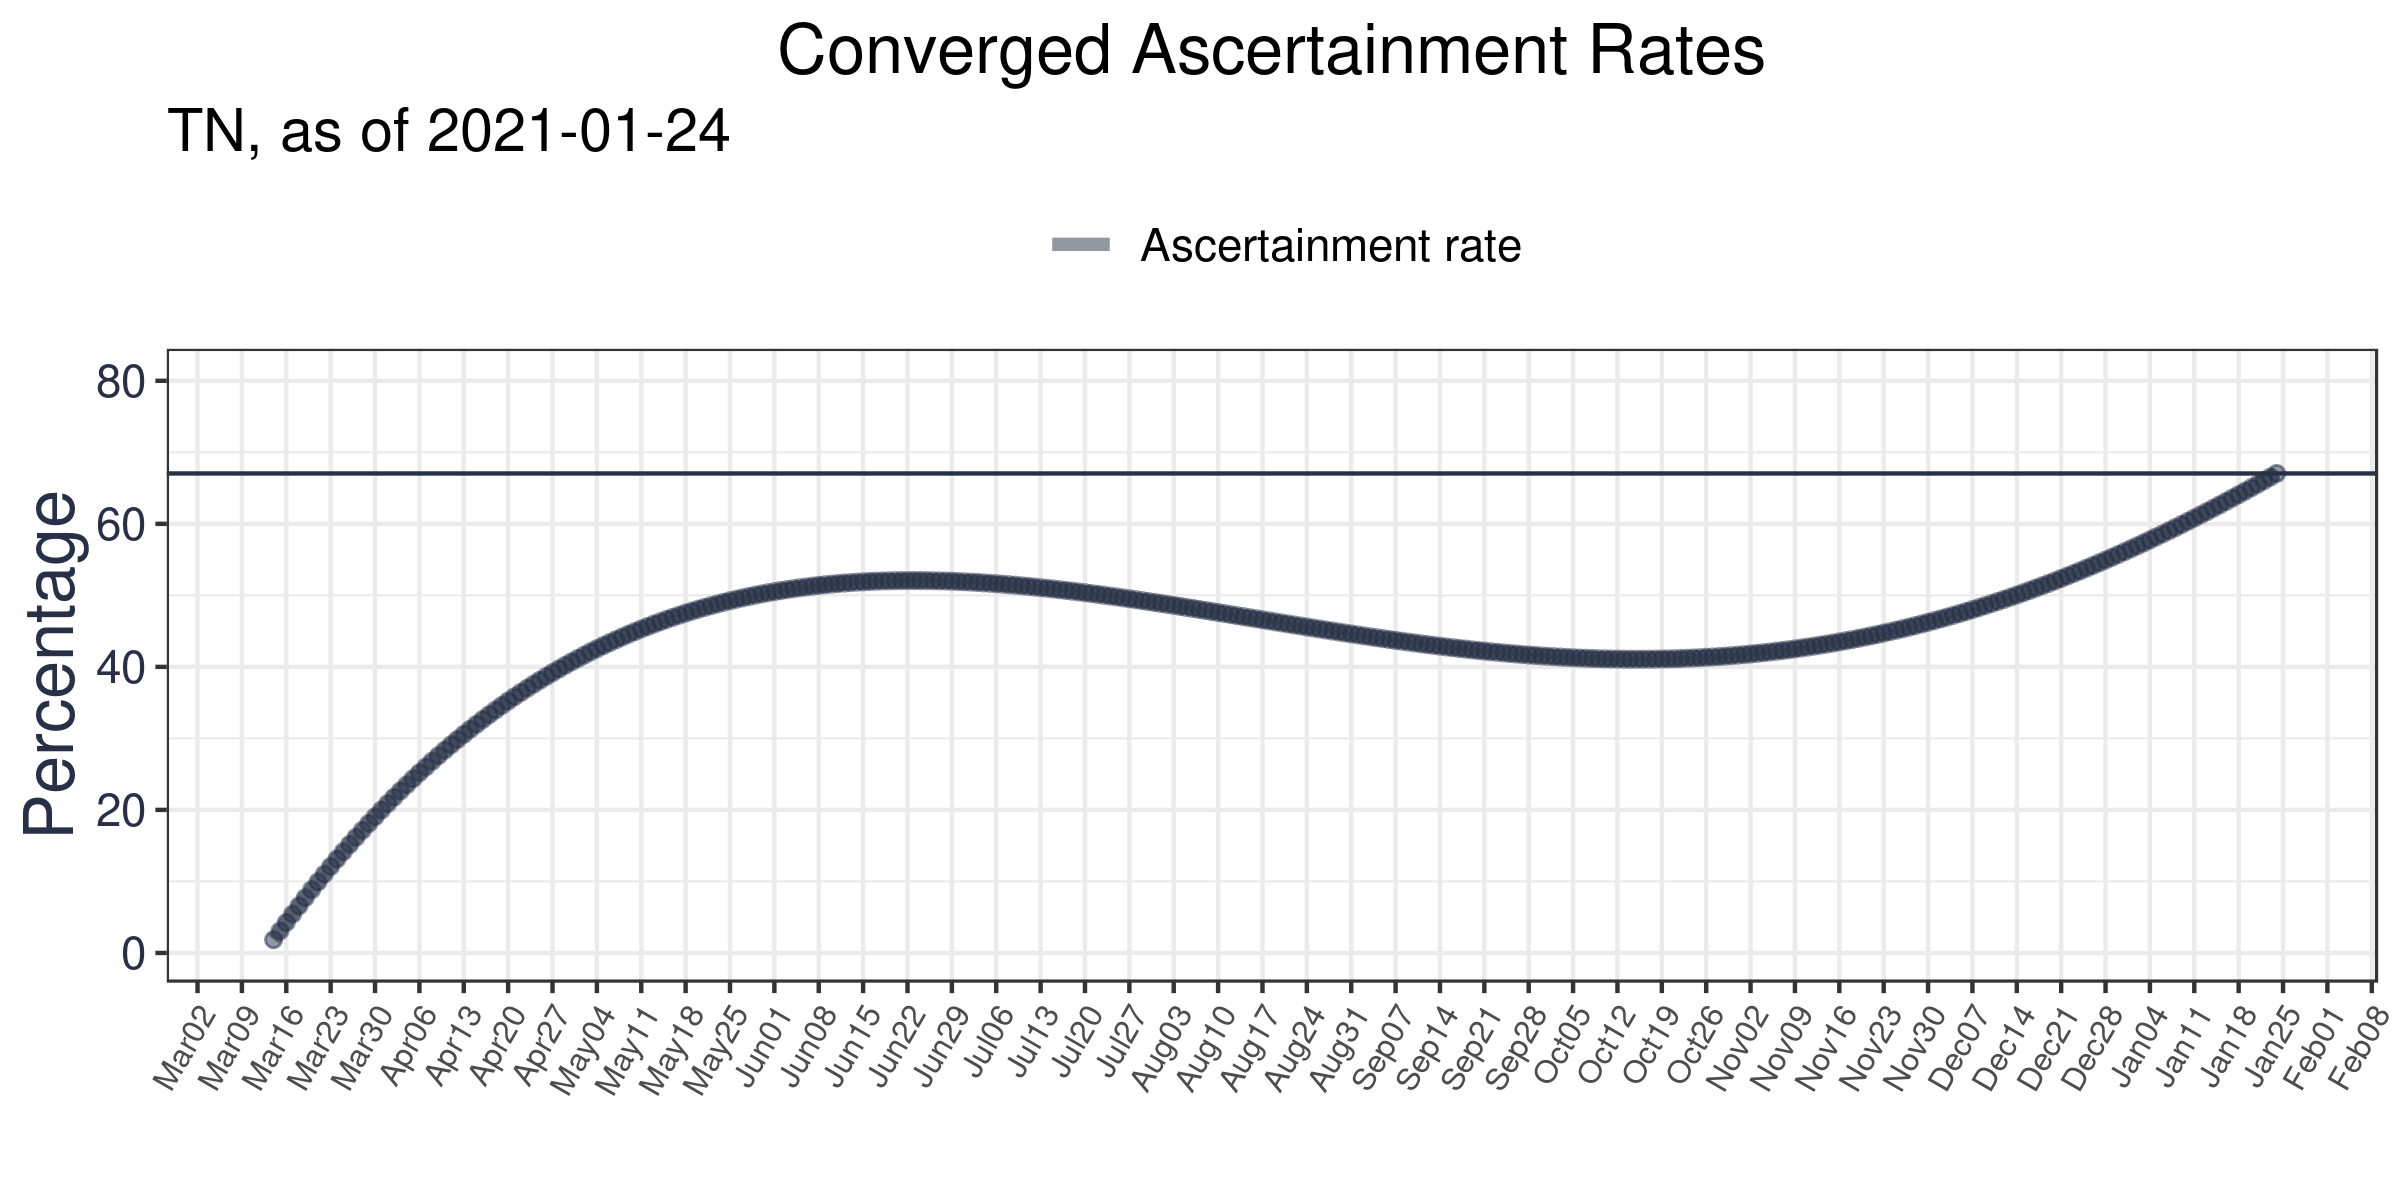 Converged Ascertainment Rates
TN, as of 2021-01-24
Ascertainment rate
Percentage
80
60
40
20
0
Mar02
Mar09
Mar16
Mar23
Mar30
Apr06
Apr13
Apr20
Apr27
May04
May11
May18
May25
Jun01
Jun08
Jun15
Jun22
Jun29
Jul06
Jul13
Jul20
Jul27
Aug03
Aug10
Aug17
Aug24
Aug31
Sep07
Sep14
Sep21
Sep28
Oct05
Oct12
Oct19
Oct26
Nov02
Nov09
Nov16
Nov23
Nov30
Dec07
Dec14
Dec21
Dec28
Jan04
Jan11
Jan18
Jan25
Feb01
Feb08